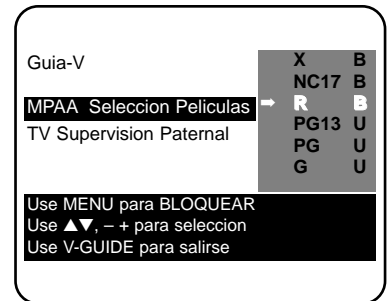 Guia-V
MPAA Seleccion Peliculas
TV Supervision Paternal
➡
X B
NC17 B
R B
PG13 U
PG U
G U
Use MENU para BLOQUEAR
Use ▲▼, – + para seleccion
Use V-GUIDE para salirse